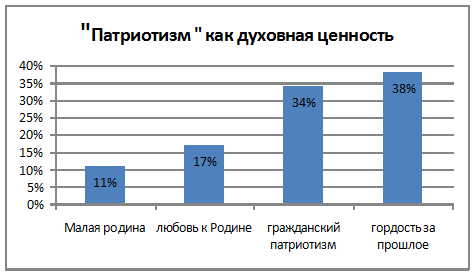 "Патриотизм " как духовная ценность
40%
35%
30%
25%
20%
15%
10%
5%
0%
11%
17%
34%
38%
Малая родина
любовь к Родине
гражданский
патриотизм
гордость за
прошлое